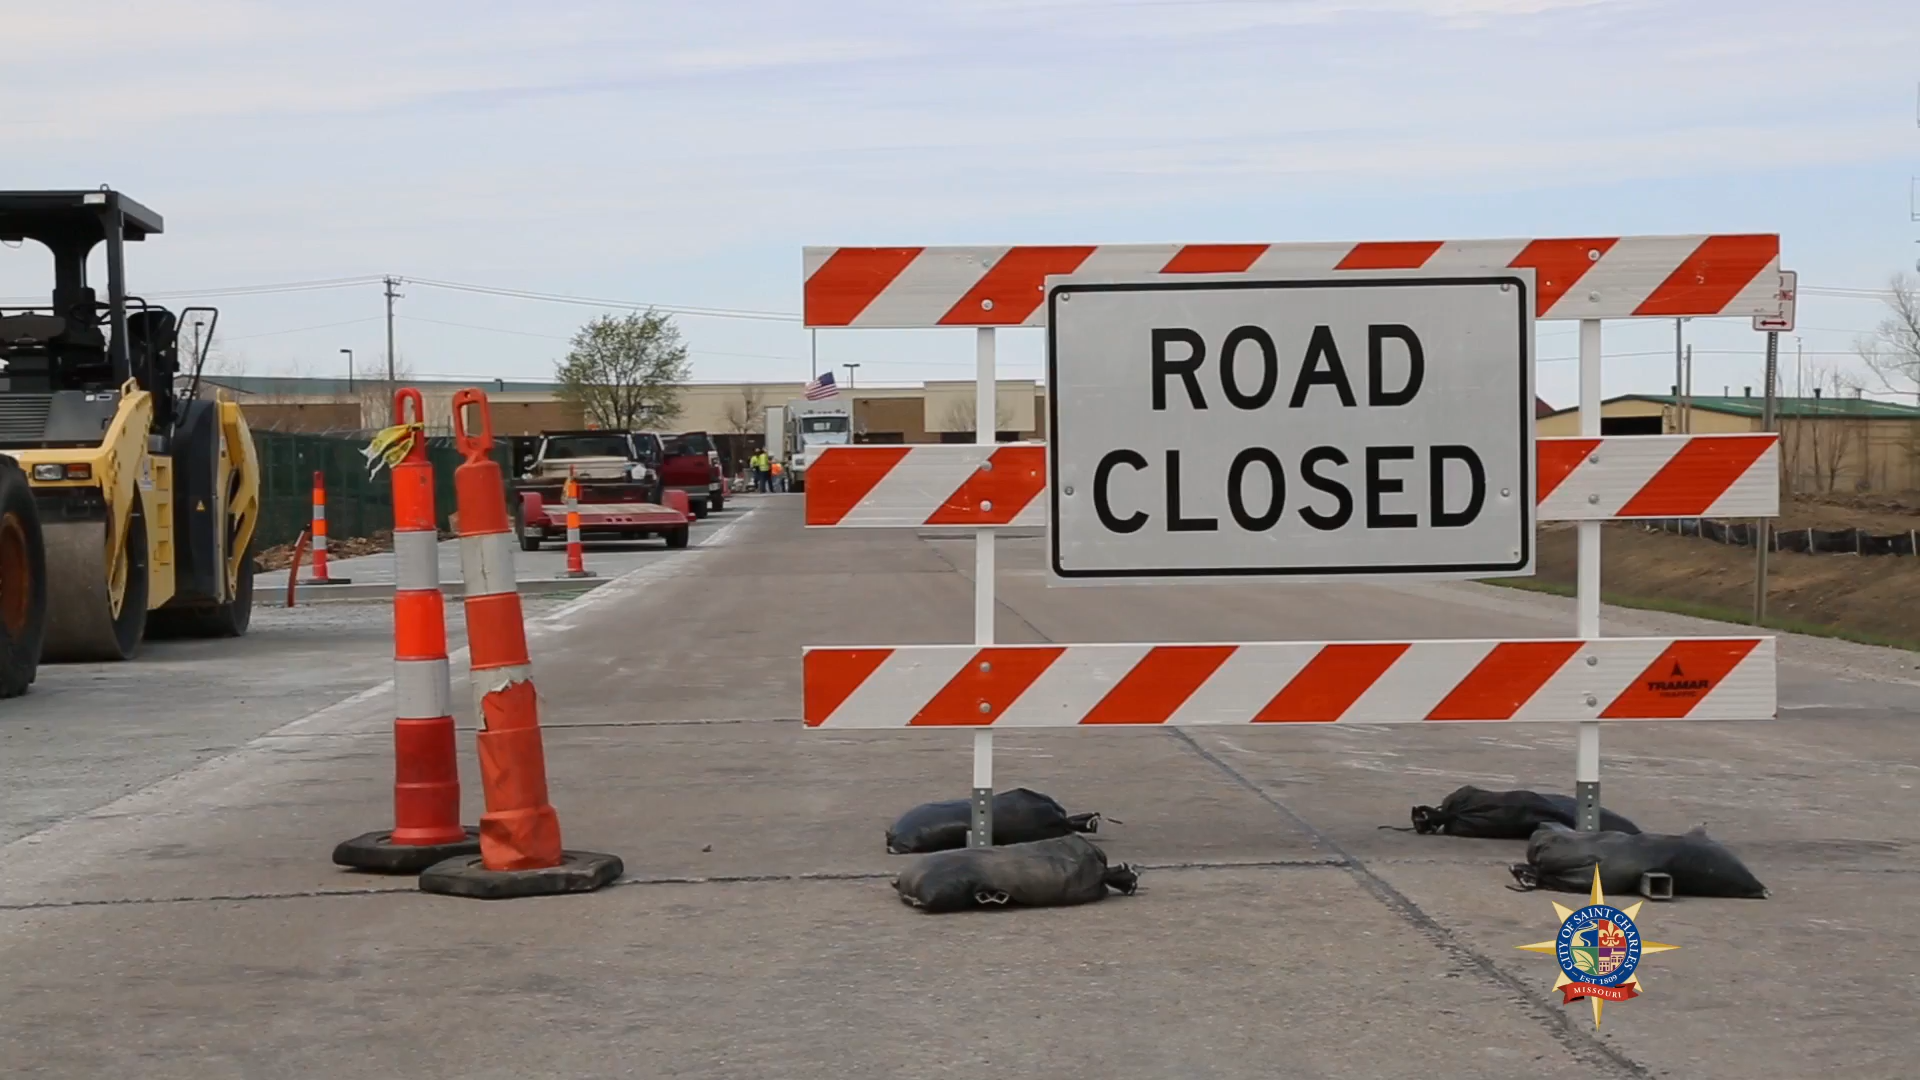 ROAD
CLOSED
TRAMAR
CITY OF SAINT CHARLES
EST 1809
MISSOURI